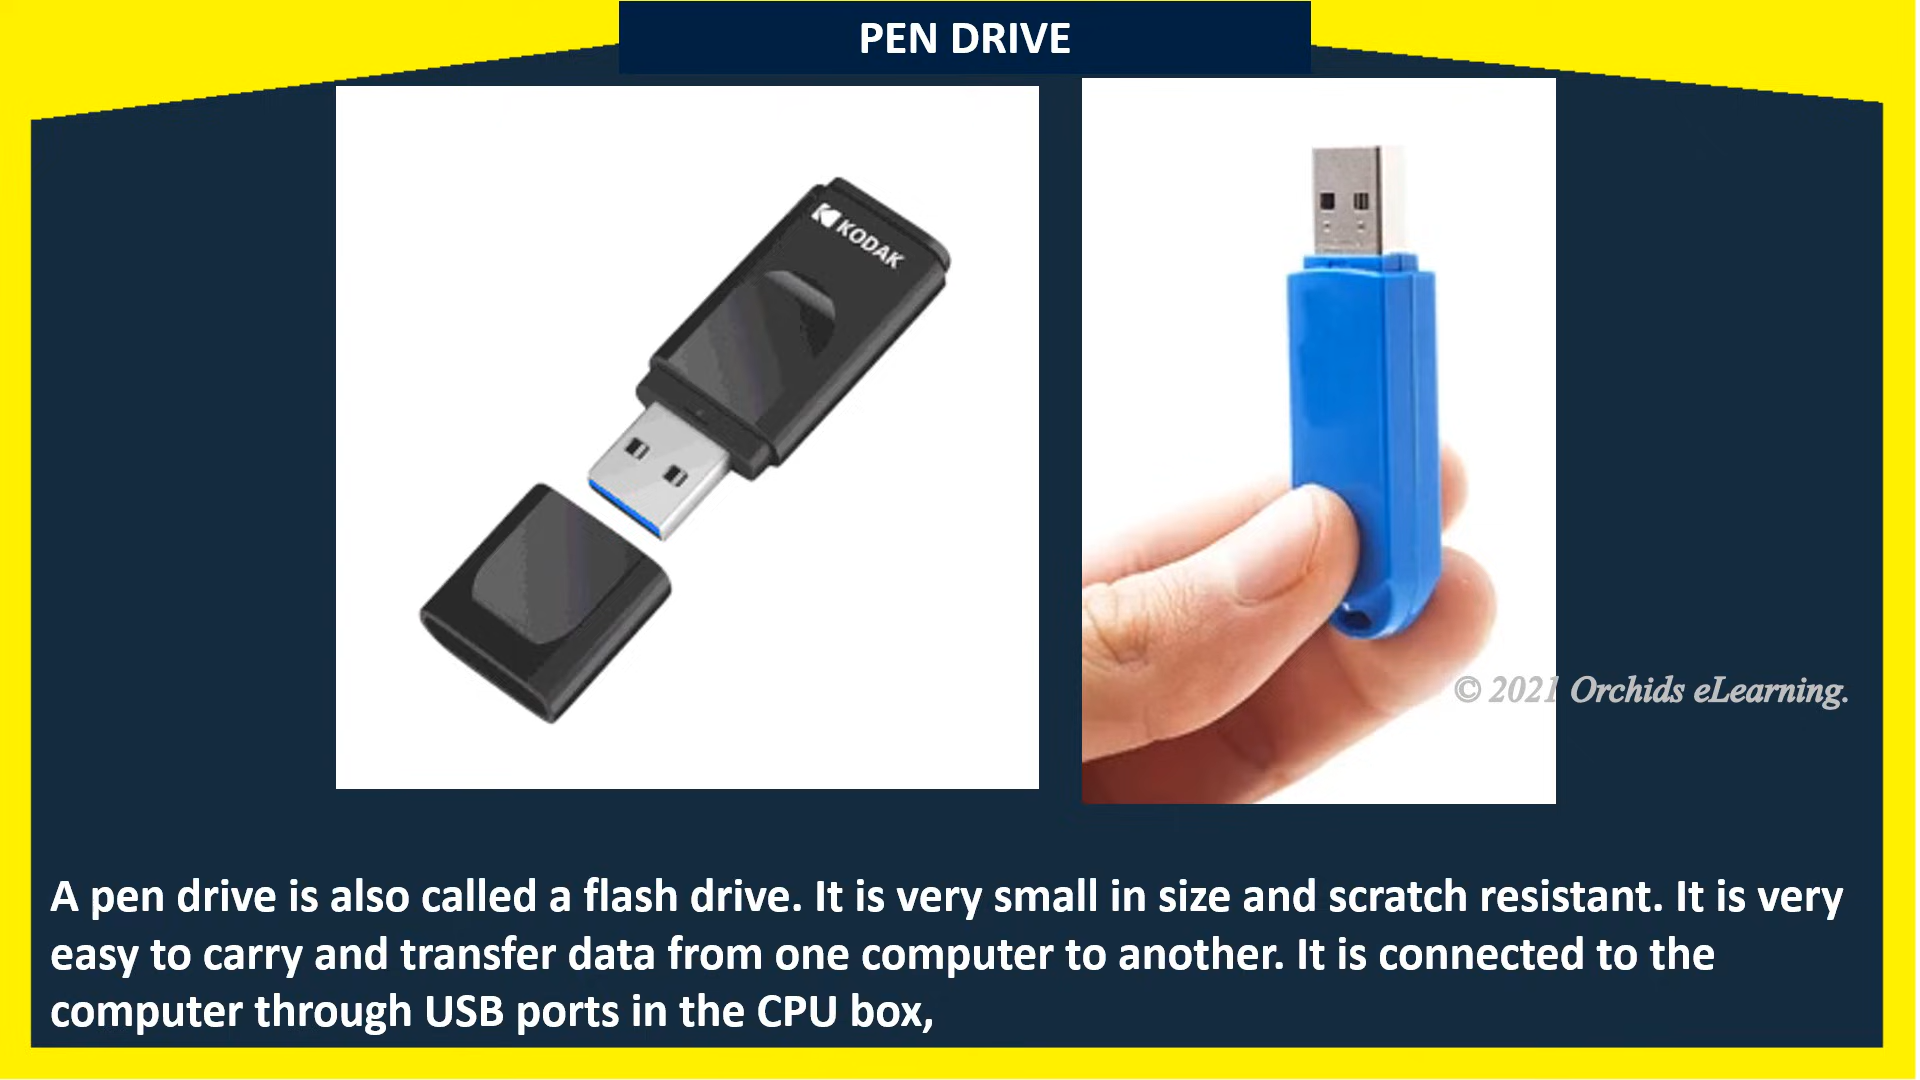 PEN DRIVE
KODAK
© 2021 Orchids eLearning.
A pen drive is also called a flash drive. It is very small in size and scratch resistant. It is very
easy to carry and transfer data from one computer to another. It is connected to the
computer through USB ports in the CPU box,